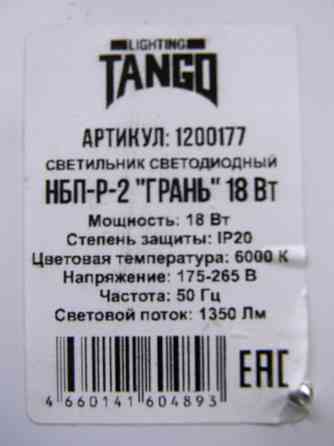 LIGHTING
TANGO
АРТИКУЛ: 1200177
СВЕТИЛЬНИК СВЕТОДИОДНЫЙ
НБП-Р-2 "ГРАНЬ" 18 Вт
Мощность: 18 Вт
Степень защиты: IP20
Цветовая температура: 6000 К
Напряжение: 175-265 В
Частота: 50 Гц
Световой поток: 1350 Лм
4 660141 604893
EAC